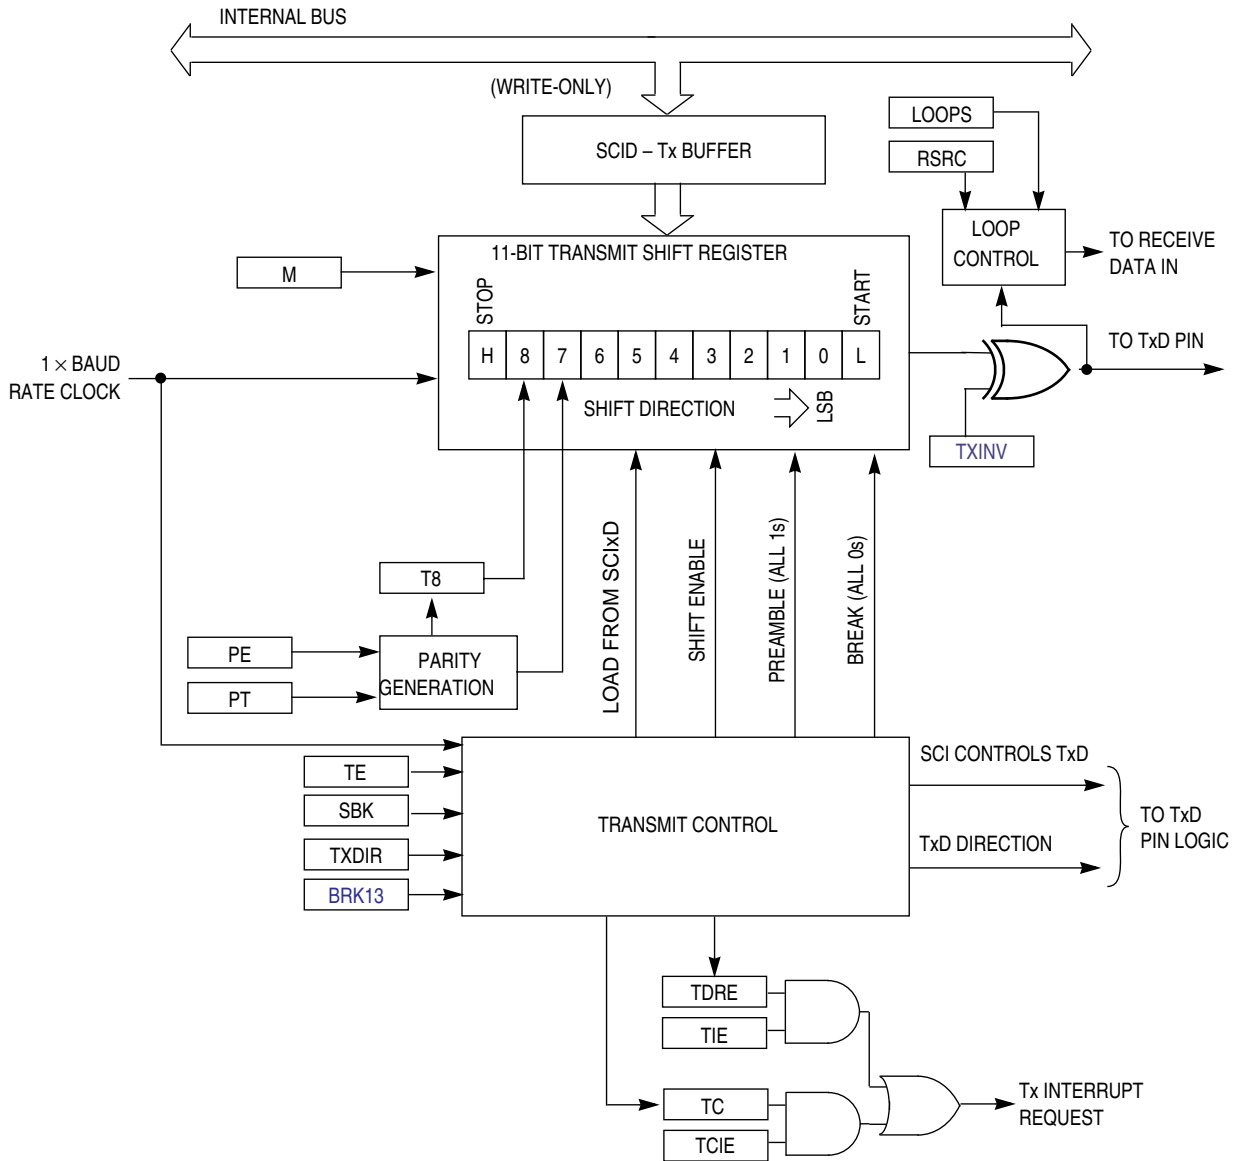 INTERNAL BUS
(WRITE-ONLY)
SCID – Tx BUFFER
LOOPS
RSRC
LOOP
CONTROL
TO RECEIVE
DATA IN
11-BIT TRANSMIT SHIFT REGISTER
M
STOP
START
H 8 7 6 5 4 3 2 1 0 L
1 × BAUD
RATE CLOCK
SHIFT DIRECTION
LSB
TO TxD PIN
TXINV
LOAD FROM SCIxD
SHIFT ENABLE
PREAMBLE (ALL 1s)
BREAK (ALL 0s)
T8
PE
PT
PARITY
GENERATION
TE
SBK
TXDIR
BRK13
TRANSMIT CONTROL
SCI CONTROLS TxD
TxD DIRECTION
TO TxD
PIN LOGIC
TDRE
TIE
TC
TCIE
Tx INTERRUPT
REQUEST